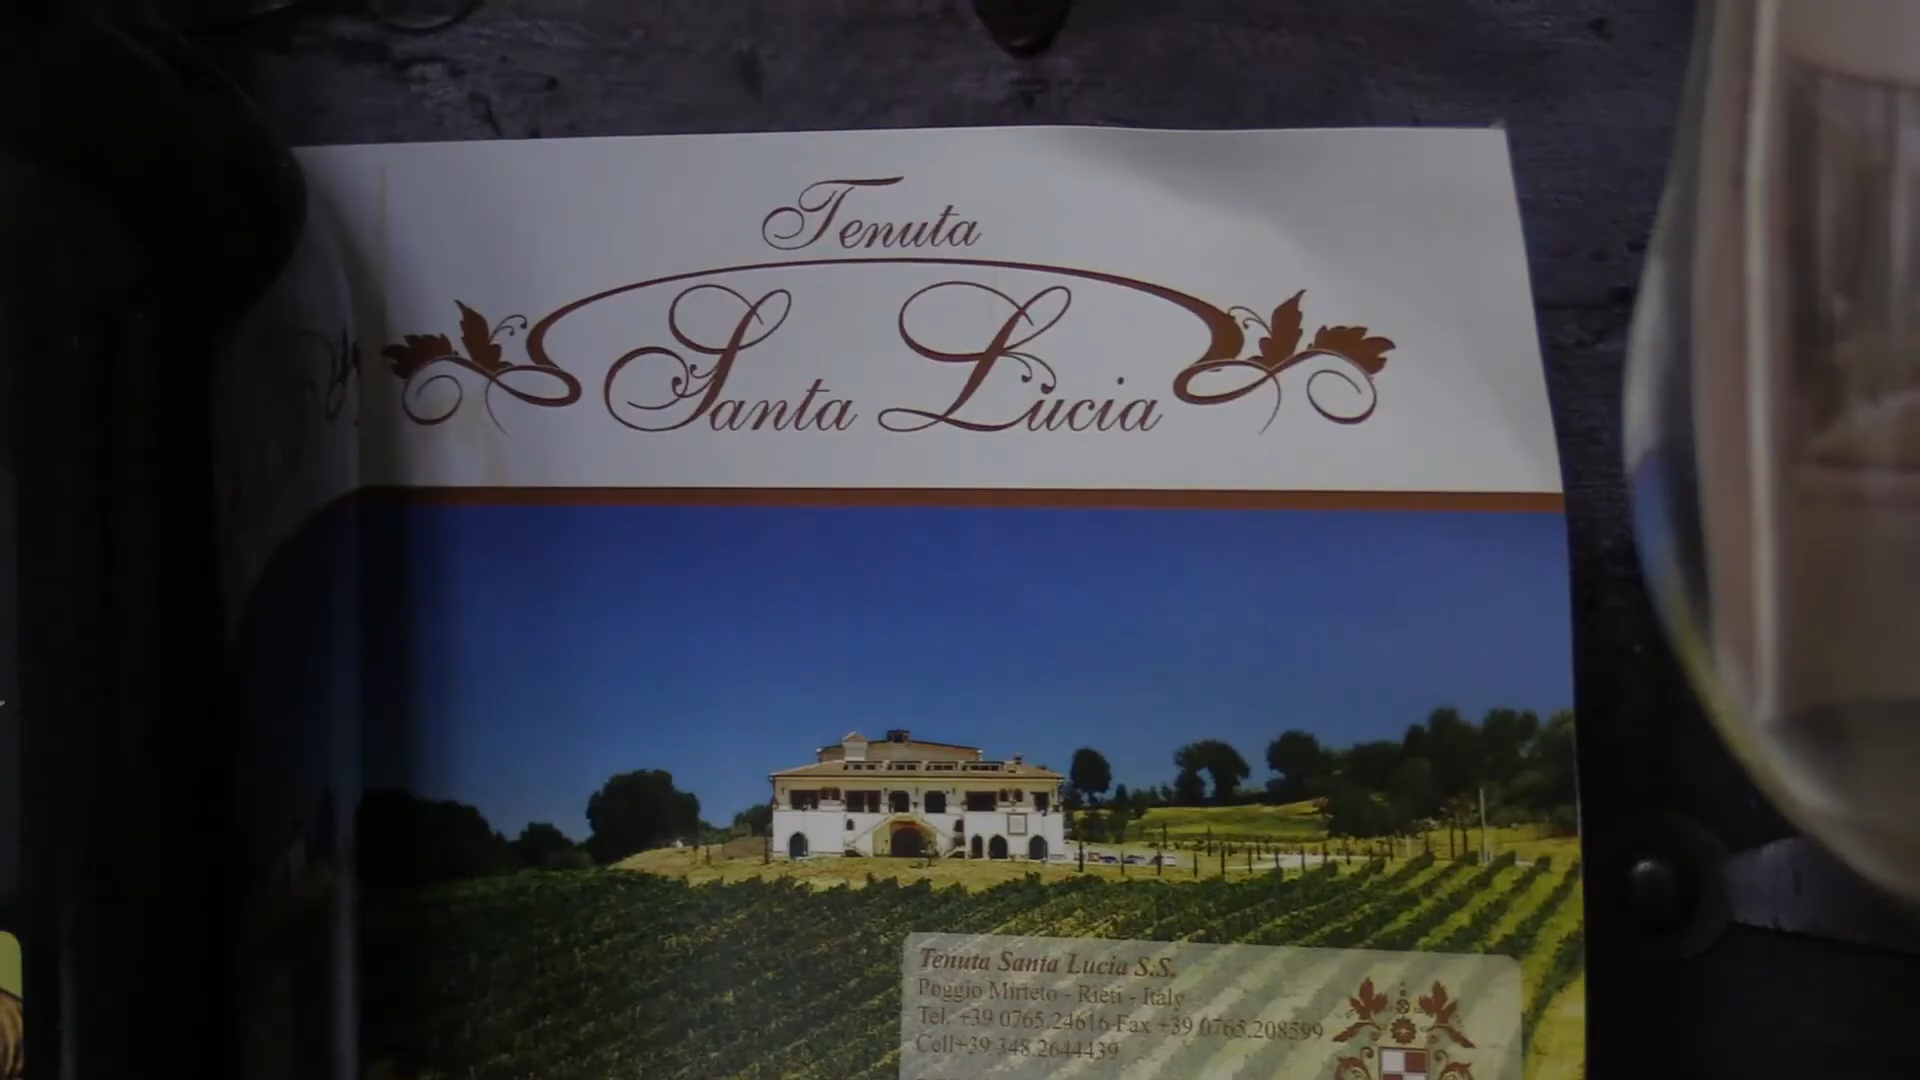 Tenuta
Santa Lucia
Tenuta Santa Lucia S.S.
Poggio Mirteto - Rieti - Italy
Tel. +39 0765.24616 Fax +39 0765.208599
Cell+39.348.2644439